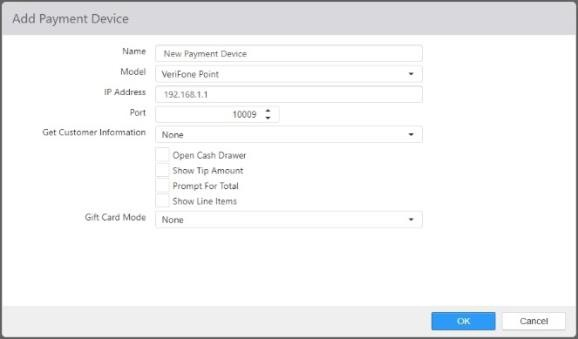 Add Payment Device
Name New Payment Device
Model VeriFone Point
IP Address 192.168.1.1
Port 10009
Get Customer Information None
Open Cash Drawer
Show Tip Amount
Prompt For Total
Show Line Items
Gift Card Mode None
OK Cancel